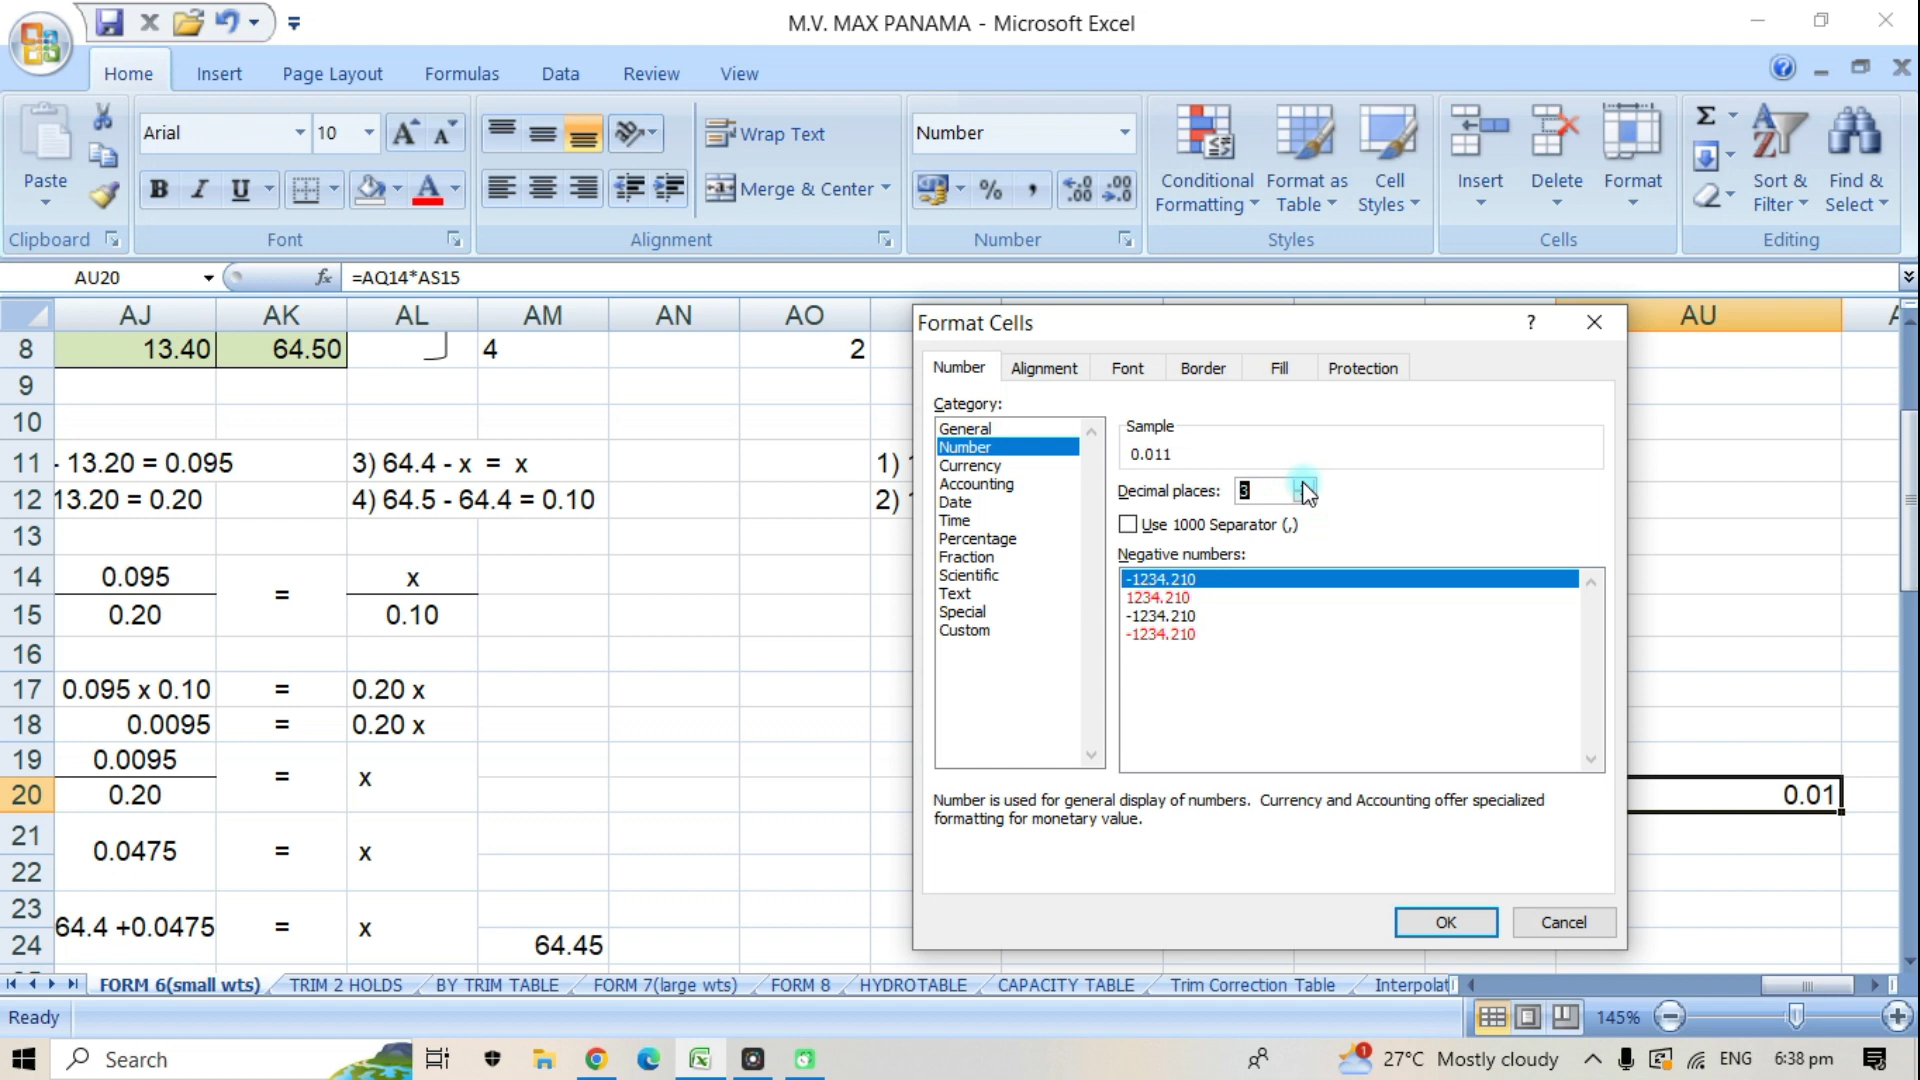 M.V. MAX PANAMA - Microsoft Excel
Home Insert Page Layout Formulas Data Review View
Paste
Arial 10
Wrap Text
Merge & Center
Number
Conditional Formatting
Format as Table
Cell Styles
Insert
Delete
Format
Sort & Filter
Find & Select
Clipboard Font Alignment Number Styles Cells Editing
AU20 fx =AQ14*AS15
AJ AK AL AM AN AO AU
8 13.40 64.50 4 2
9
10
11 - 13.20 = 0.095 3) 64.4 - x = x 1)
12 13.20 = 0.20 4) 64.5 - 64.4 = 0.10 2)
13
14 0.095 = x
15 0.20 0.10
16
17 0.095 x 0.10 = 0.20 x
18 0.0095 = 0.20 x
19 0.0095 = x
20 0.20 0.01
21 0.0475 = x
22
23 64.4 +0.0475 = x
24 64.45
Format Cells ?
Number Alignment Font Border Fill Protection
Category:
General
Number
Currency
Accounting
Date
Time
Percentage
Fraction
Scientific
Text
Special
Custom
Sample
0.011
Decimal places: 3
Use 1000 Separator (,)
Negative numbers:
-1234.210
1234.210
-1234.210
-1234.210
Number is used for general display of numbers. Currency and Accounting offer specialized
formatting for monetary value.
OK Cancel
FORM 6(small wts) TRIM 2 HOLDS BY TRIM TABLE FORM 7(large wts) FORM 8 HYDROTABLE CAPACITY TABLE Trim Correction Table Interpolat
Ready 145%
Search 27°C Mostly cloudy ENG 6:38 pm